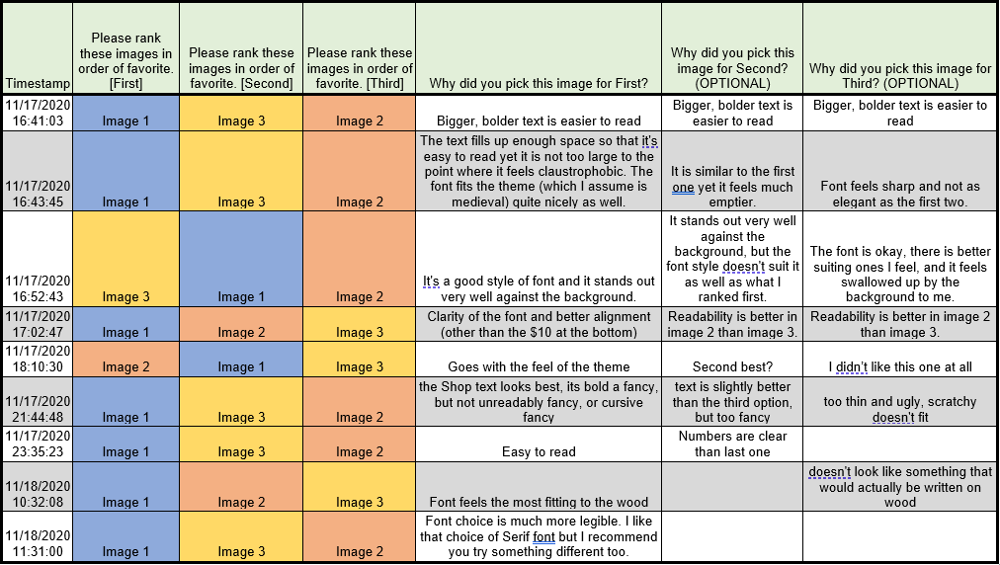 Timestamp
Please rank
these images in
order of favorite.
[First]
Please rank these
images in order of
favorite. [Second]
Please rank these
images in order of
favorite. [Third]
Why did you pick this image for First?
Why did you pick this
image for Second?
(OPTIONAL)
Why did you pick this image for
Third? (OPTIONAL)
11/17/2020
16:41:03
Image 1
Image 3
Image 2
Bigger, bolder text is easier to read
Bigger, bolder text is
easier to read
Bigger, bolder text is easier to
read
11/17/2020
16:43:45
Image 1
Image 3
Image 2
The text fills up enough space so that it's
easy to read yet it is not too large to the
point where it feels claustrophobic. The
font fits the theme (which I assume is
medieval) quite nicely as well.
It is similar to the first
one yet it feels much
emptier.
Font feels sharp and not as
elegant as the first two.
11/17/2020
16:52:43
Image 3
Image 1
Image 2
It's a good style of font and it stands out
very well against the background.
It stands out very well
against the
background, but the
font style doesn't suit it
as well as what I
ranked first.
The font is okay, there is better
suiting ones I feel, and it feels
swallowed up by the
background to me.
11/17/2020
17:02:47
Image 1
Image 2
Image 3
Clarity of the font and better alignment
(other than the $10 at the bottom)
Readability is better in
image 2 than image 3.
Readability is better in image 2
than image 3.
11/17/2020
18:10:30
Image 2
Image 1
Image 3
Goes with the feel of the theme
Second best?
I didn't like this one at all
11/17/2020
21:44:48
Image 1
Image 3
Image 2
the Shop text looks best, its bold a fancy,
but not unreadably fancy, or cursive
fancy
text is slightly better
than the third option,
but too fancy
too thin and ugly, scratchy
doesn't fit
11/17/2020
23:35:23
Image 1
Image 3
Image 2
Easy to read
Numbers are clear
than last one
11/18/2020
10:32:08
Image 1
Image 2
Image 3
Font feels the most fitting to the wood
doesn't look like something that
would actually be written on
wood
11/18/2020
11:31:00
Image 1
Image 3
Image 2
Font choice is much more legible. I like
that choice of Serif font but I recommend
you try something different too.